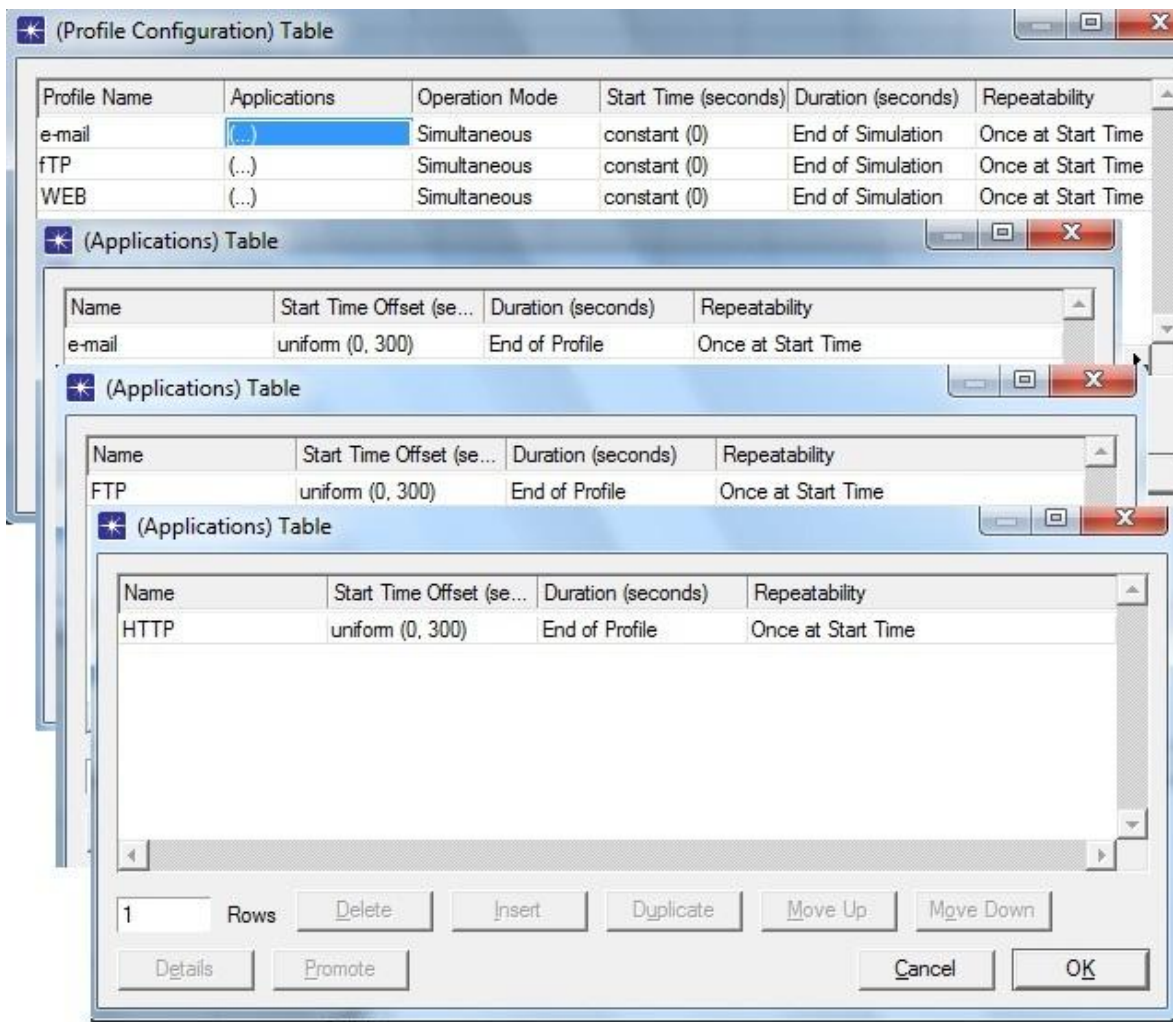 (Profile Configuration) Table
Profile Name Applications Operation Mode Start Time (seconds) Duration (seconds) Repeatability
e-mail (...) Simultaneous constant (0) End of Simulation Once at Start Time
fTP (...) Simultaneous constant (0) End of Simulation Once at Start Time
WEB (...) Simultaneous constant (0) End of Simulation Once at Start Time
(Applications) Table
Name Start Time Offset (se... Duration (seconds) Repeatability
e-mail uniform (0, 300) End of Profile Once at Start Time
(Applications) Table
Name Start Time Offset (se... Duration (seconds) Repeatability
FTP uniform (0, 300) End of Profile Once at Start Time
(Applications) Table
Name Start Time Offset (se... Duration (seconds) Repeatability
HTTP uniform (0, 300) End of Profile Once at Start Time
1 Rows Delete Insert Duplicate Move Up Move Down
Details Promote Cancel OK